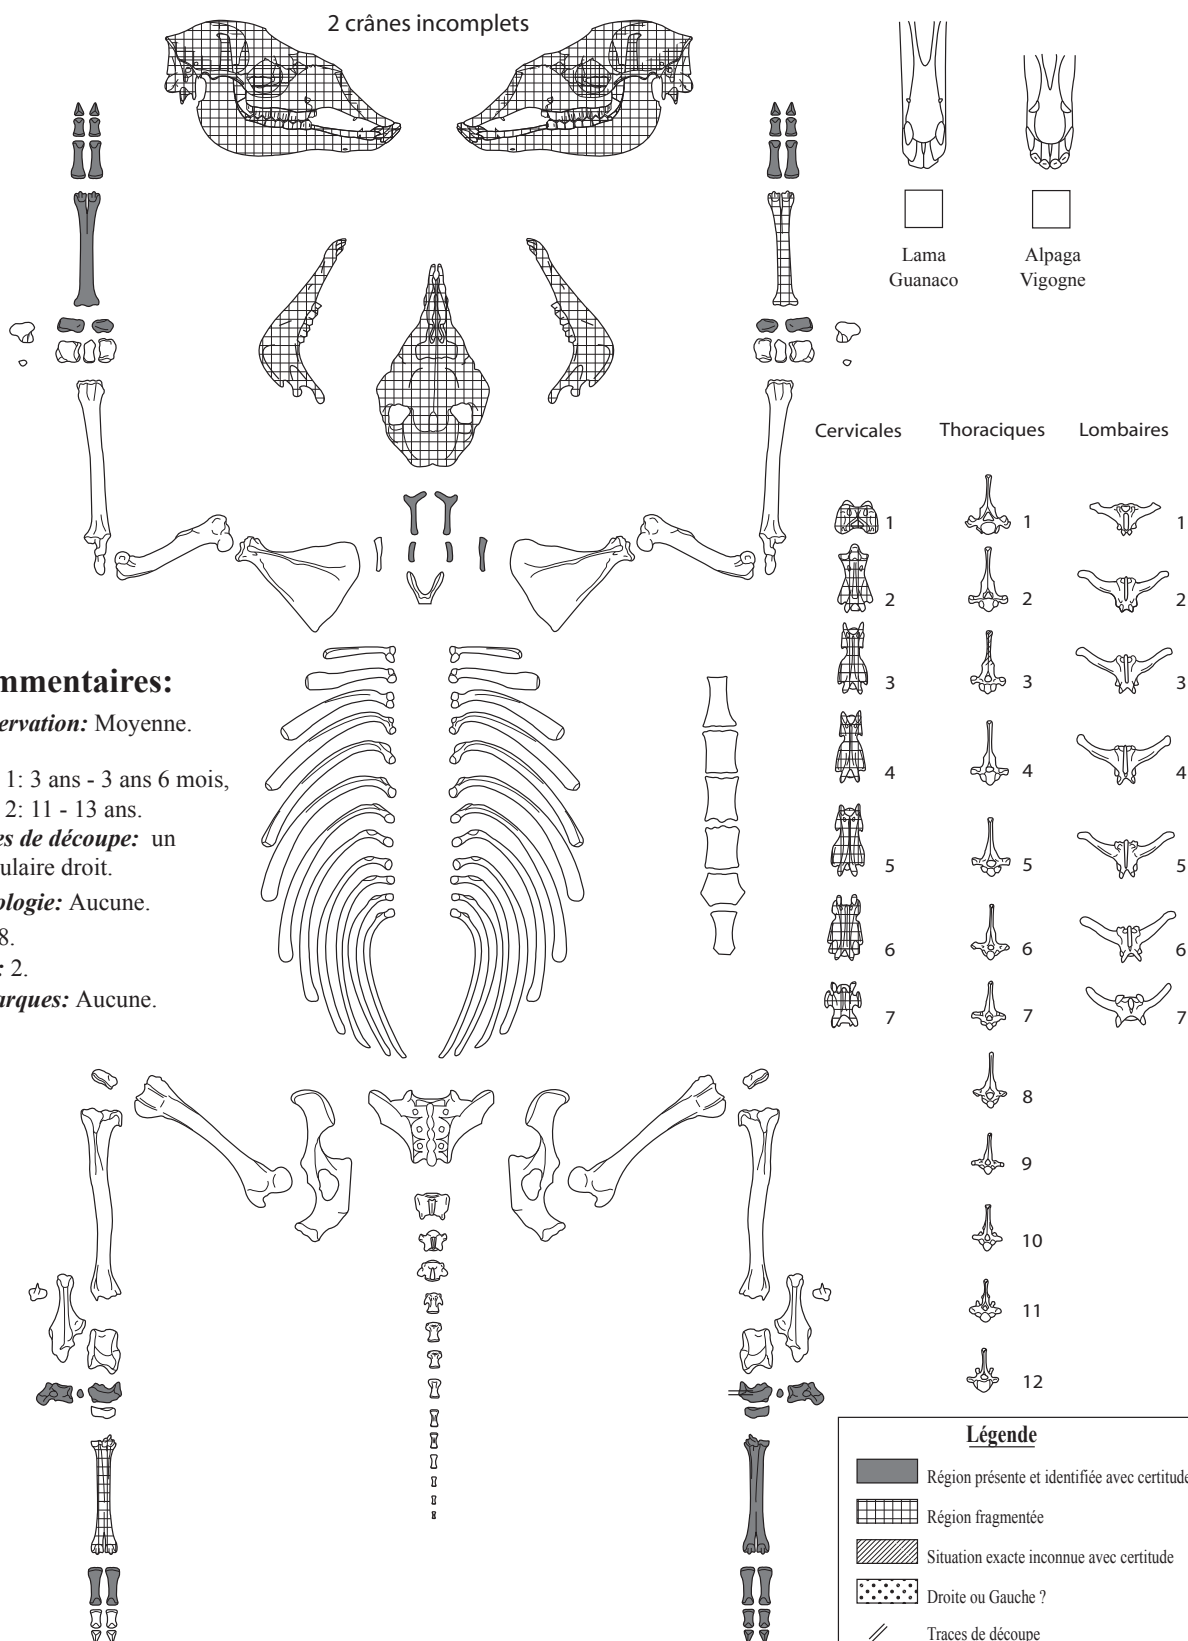 2 crânes incomplets
Lama
Guanaco
Alpaga
Vigogne
Cervicales Thoraciques Lombaires
1 1 1
2 2 2
3 3 3
4 4 4
5 5 5
6 6 6
7 7 7
8
9
10
11
12
mmentaires:
ervation: Moyenne.
1: 3 ans - 3 ans 6 mois,
2: 11 - 13 ans.
es de découpe: un
ulaire droit.
ologie: Aucune.
8.
: 2.
arques: Aucune.
Légende
Région présente et identifiée avec certitude
Région fragmentée
Situation exacte inconnue avec certitude
Droite ou Gauche ?
Traces de découpe